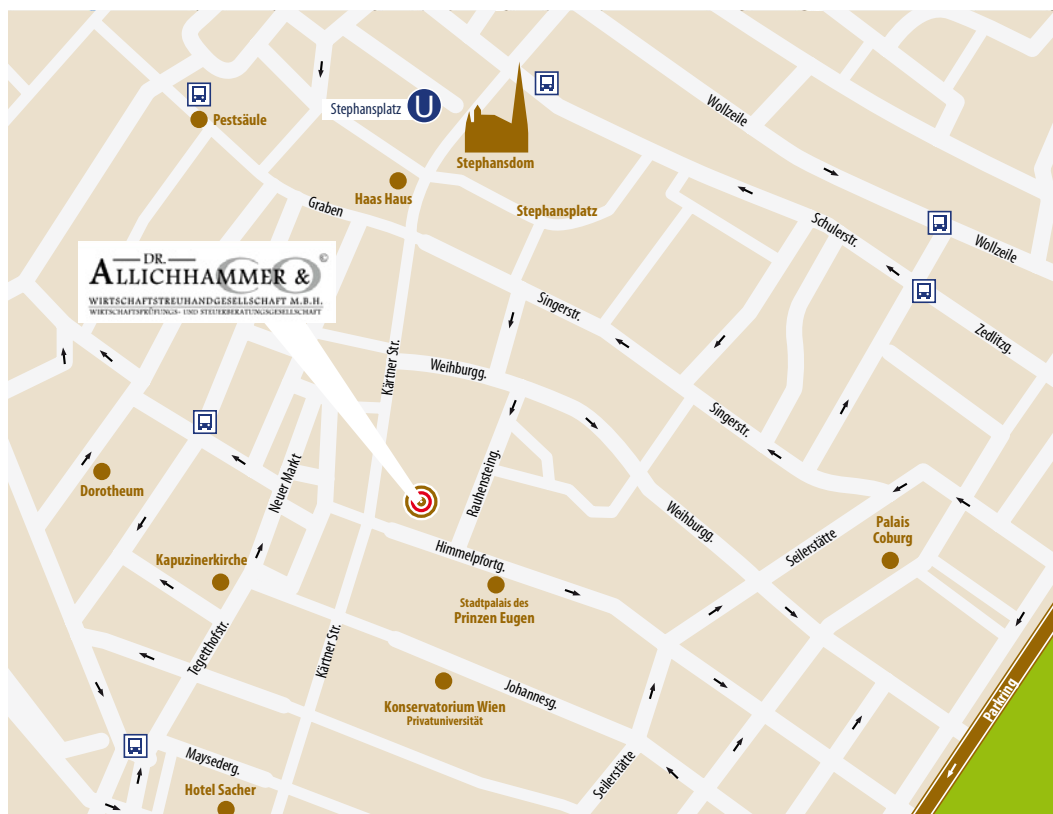 Wollzeile
Stephansplatz
U
Pestsäule
Stephansdom
Haas Haus
Graben
Stephansplatz
Schulerstr.
Wollzeile
DR.
ALLICHHAMMER & CO ©
WIRTSCHAFTSTREUHANDGESELLSCHAFT M.B.H.
WIRTSCHAFTSPRÜFUNGS- UND STEUERBERATUNGSGESELLSCHAFT
Singerstr.
Zedlitzg.
Kärtner Str.
Weihburgg.
Singerstr.
Dorotheum
Neuer Markt
Rauhensteing.
Weihburgg.
Palais
Coburg
Seilerstätte
Himmelpfortg.
Kapuzinerkirche
Stadtpalais des
Prinzen Eugen
Tegetthofstr.
Kärtner Str.
Johannesg.
Konservatorium Wien
Privatuniversität
Parkring
Maysederg.
Seilerstätte
Hotel Sacher